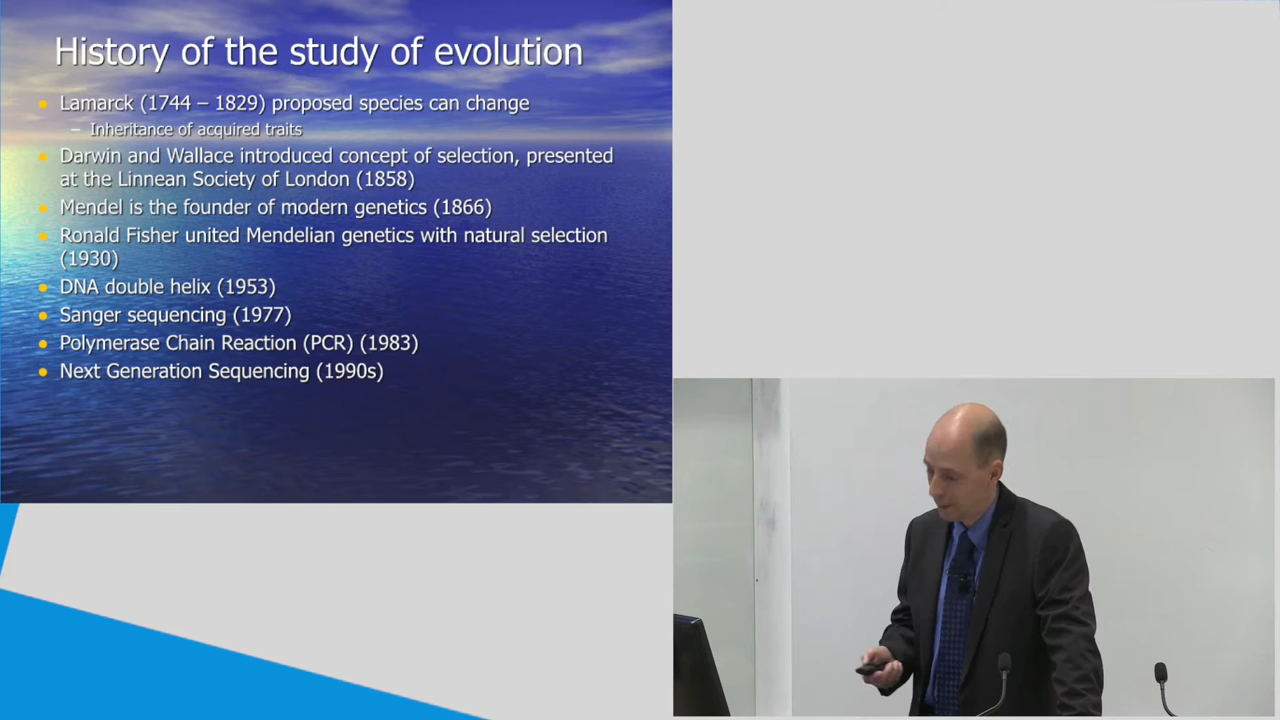 History of the study of evolution
• Lamarck (1744 – 1829) proposed species can change
– Inheritance of acquired traits
• Darwin and Wallace introduced concept of selection, presented
at the Linnean Society of London (1858)
• Mendel is the founder of modern genetics (1866)
• Ronald Fisher united Mendelian genetics with natural selection
(1930)
• DNA double helix (1953)
• Sanger sequencing (1977)
• Polymerase Chain Reaction (PCR) (1983)
• Next Generation Sequencing (1990s)